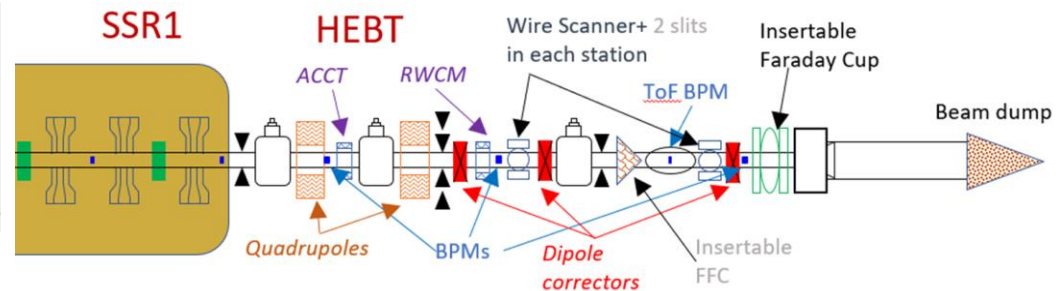 SSR1
HEBT
Wire Scanner+ 2 slits
in each station
Insertable
Faraday Cup
ACCT
RWCM
ToF BPM
Beam dump
Quadrupoles
BPMs
Dipole
correctors
Insertable
FFC